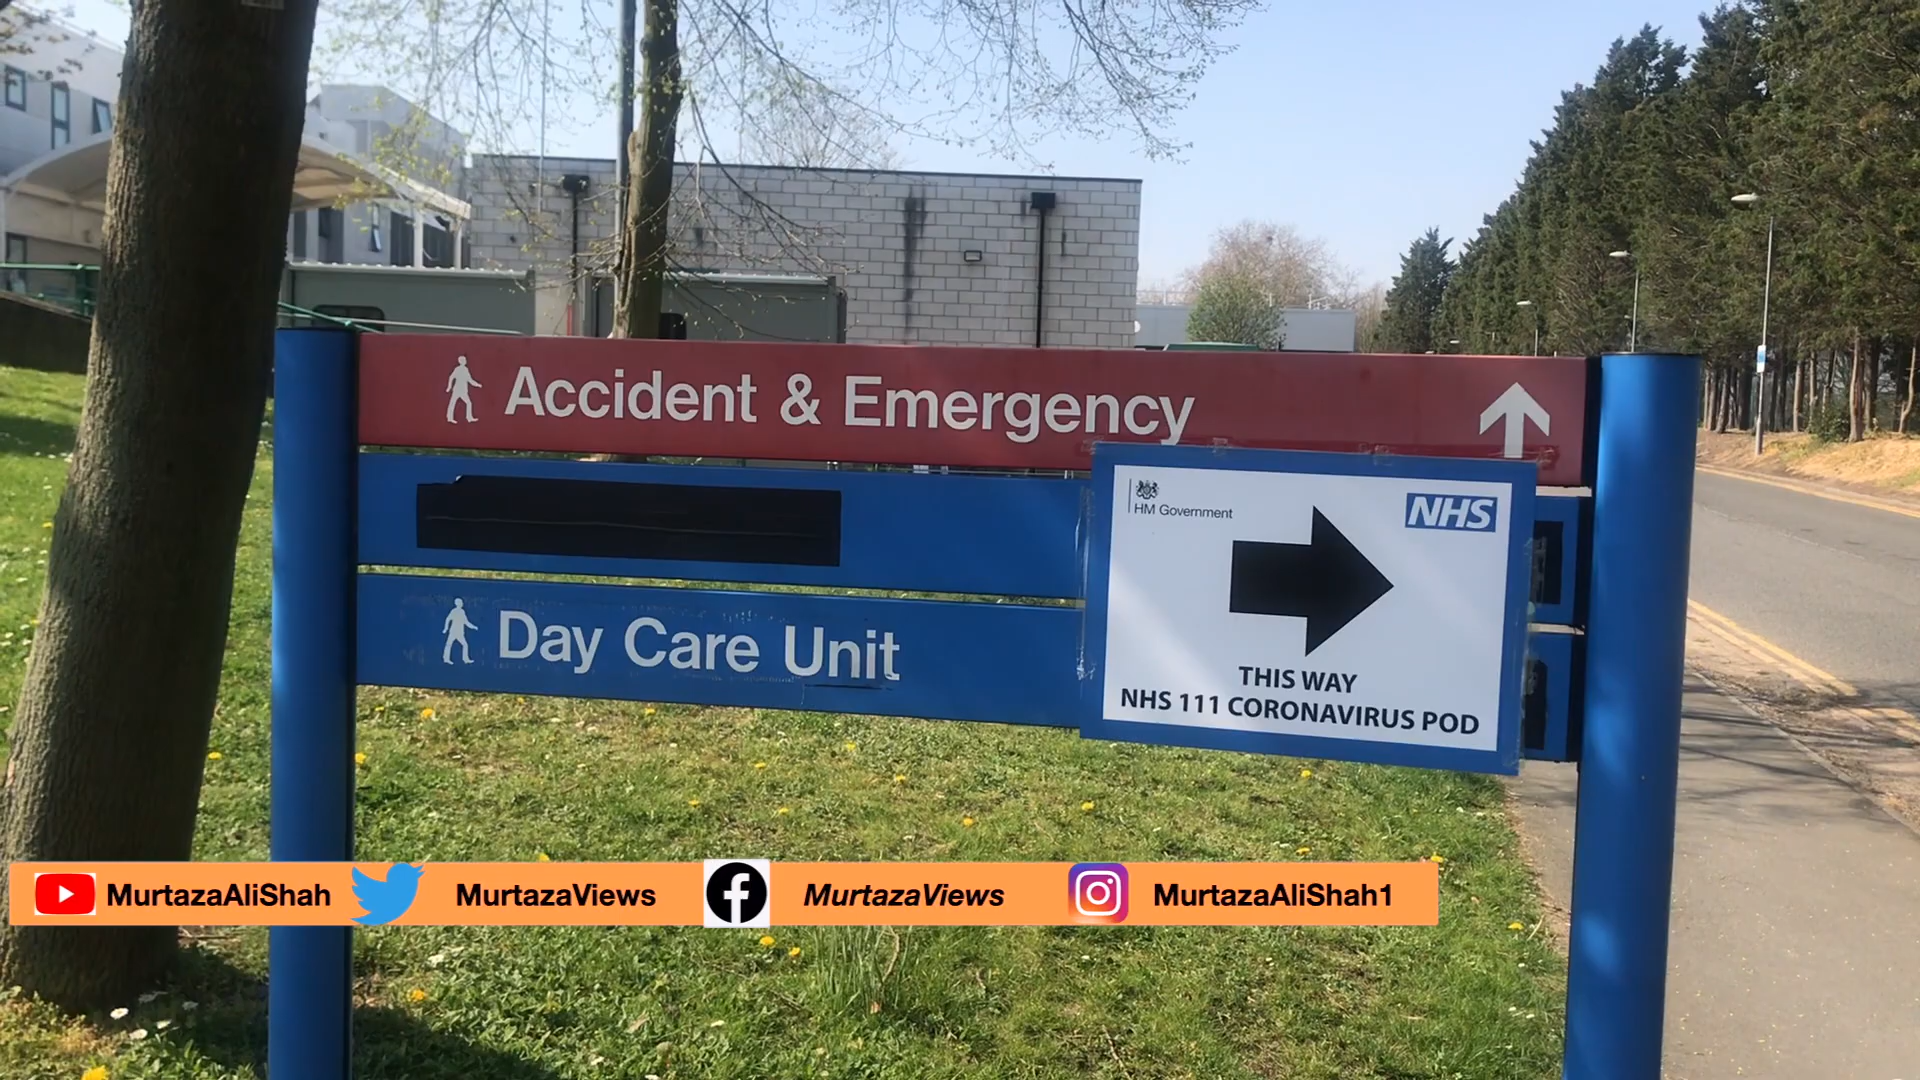 Accident & Emergency
HM Government
NHS
THIS WAY
NHS 111 CORONAVIRUS POD
Day Care Unit
MurtazaAliShah
MurtazaViews
MurtazaViews
MurtazaAliShah1